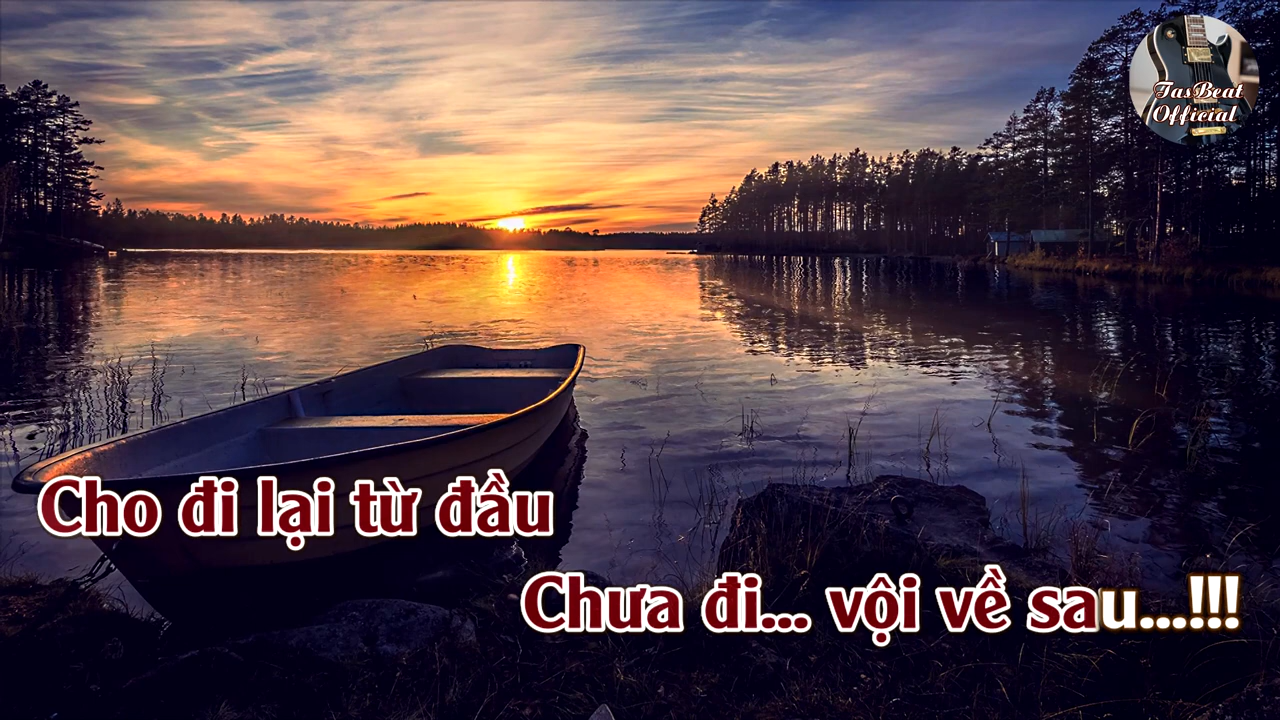 TasBeat
Official
Cho đi lại từ đầu
Chưa đi... vội về sau...!!!